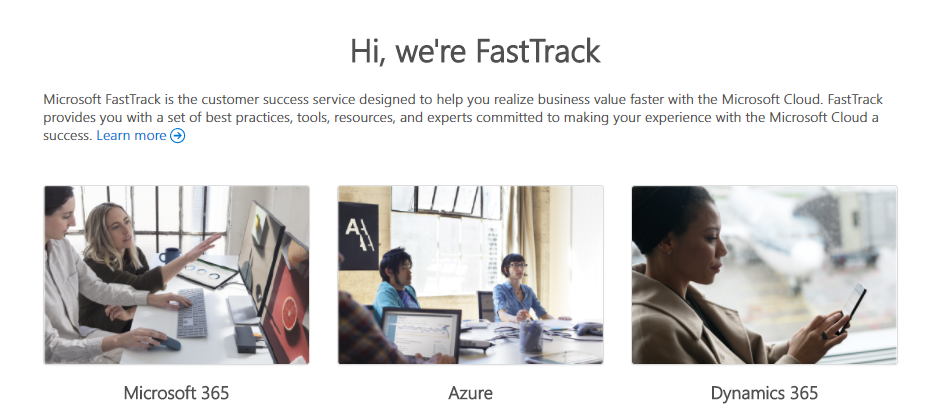 Hi, we're FastTrack
Microsoft FastTrack is the customer success service designed to help you realize business value faster with the Microsoft Cloud. FastTrack
provides you with a set of best practices, tools, resources, and experts committed to making your experience with the Microsoft Cloud a
success. Learn more
Microsoft 365
Azure
Dynamics 365